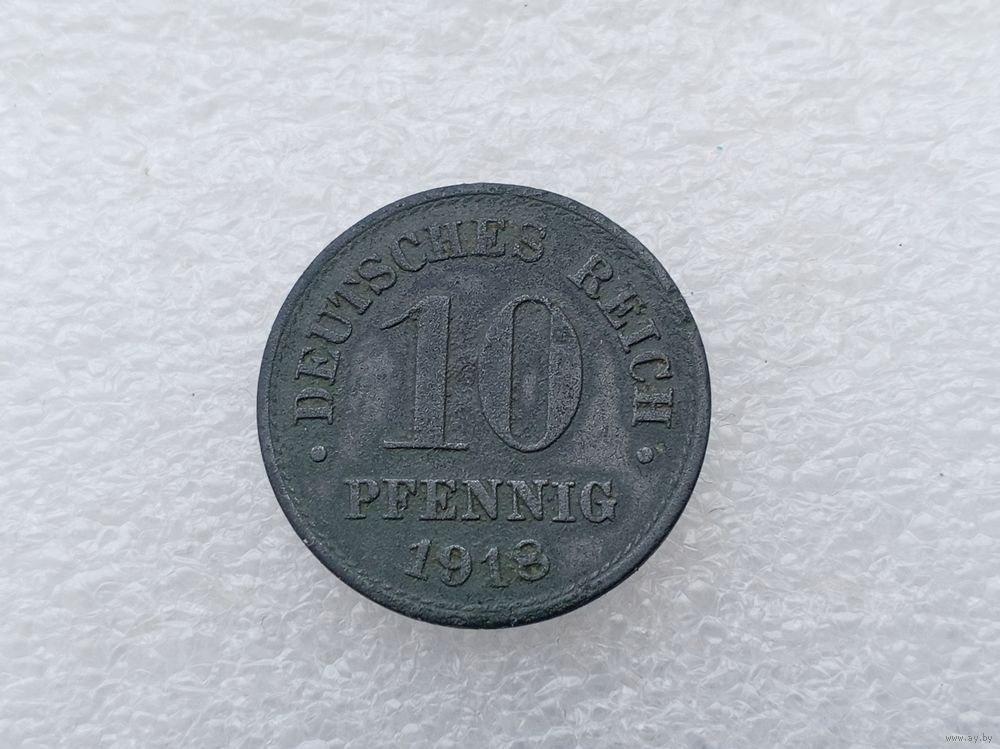 DEUTSCHES REICH
10
PFENNIG
1918
www.ay.by